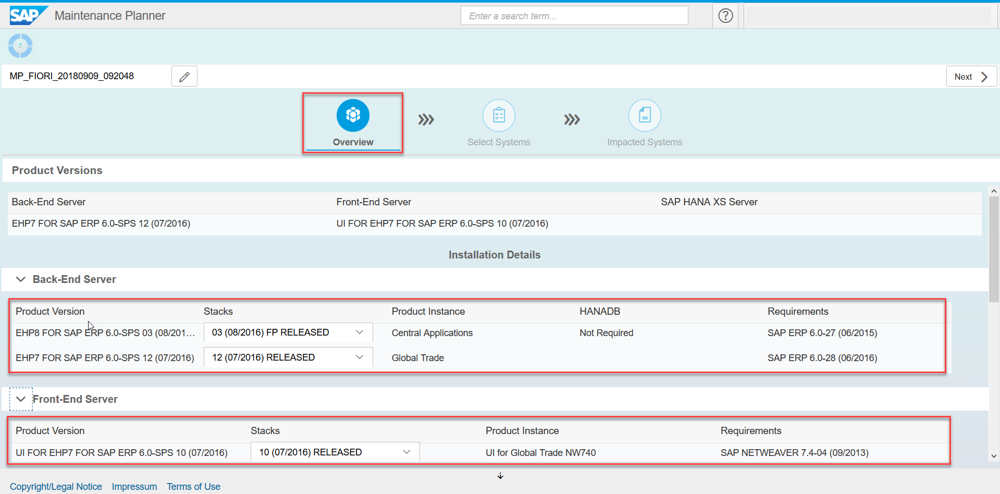 SAP Maintenance Planner Enter a search term... ?
MP_FIORI_20180909_092048 Next
Overview Select Systems Impacted Systems
Product Versions
Back-End Server Front-End Server SAP HANA XS Server
EHP7 FOR SAP ERP 6.0-SPS 12 (07/2016) UI FOR EHP7 FOR SAP ERP 6.0-SPS 10 (07/2016)
Installation Details
Back-End Server
Product Version Stacks Product Instance HANADB Requirements
EHP8 FOR SAP ERP 6.0-SPS 03 (08/201... 03 (08/2016) FP RELEASED Central Applications Not Required SAP ERP 6.0-27 (06/2015)
EHP7 FOR SAP ERP 6.0-SPS 12 (07/2016) 12 (07/2016) RELEASED Global Trade SAP ERP 6.0-28 (06/2016)
Front-End Server
Product Version Stacks Product Instance Requirements
UI FOR EHP7 FOR SAP ERP 6.0-SPS 10 (07/2016) 10 (07/2016) RELEASED UI for Global Trade NW740 SAP NETWEAVER 7.4-04 (09/2013)
Copyright/Legal Notice Impressum Terms of Use